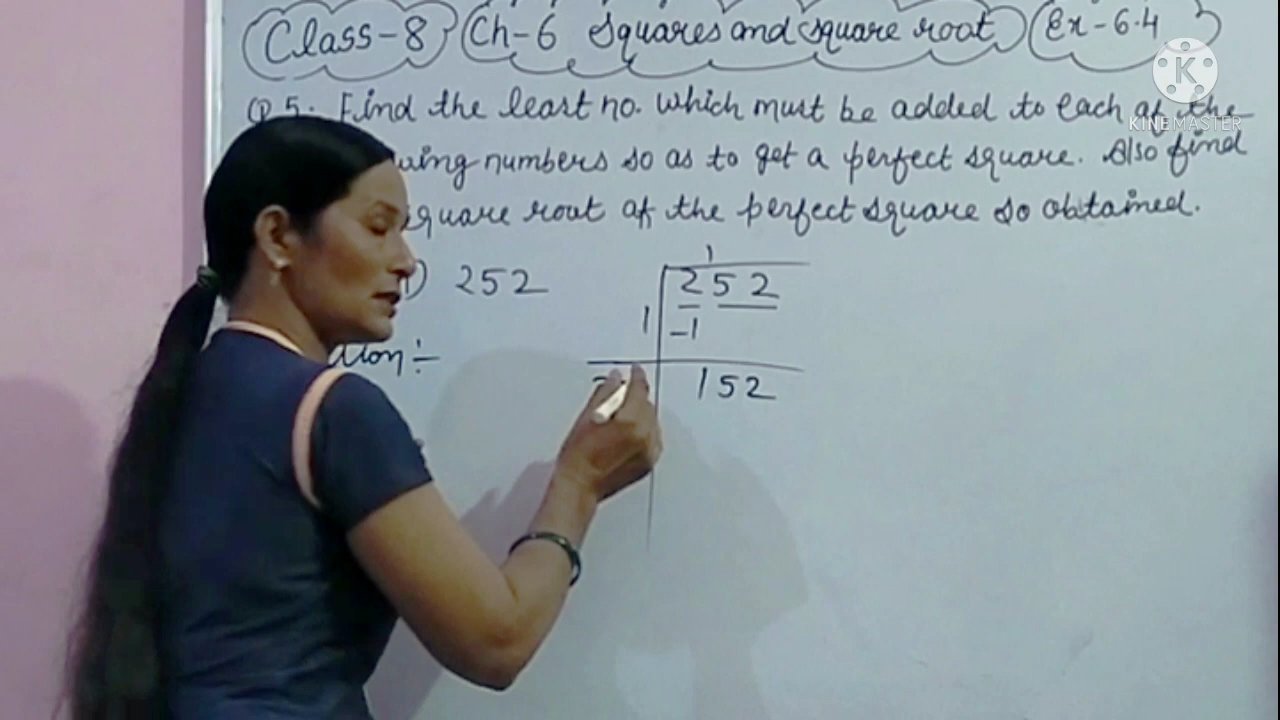 Class-8 Ch-6 Squares and square root Ex-6.4
Q 5. Find the least no. which must be added to each of the
wing numbers so as to get a perfect square. Also find
square root of the perfect square so obtained.
252
1
252
1
-1
152
K
KINEMASTER